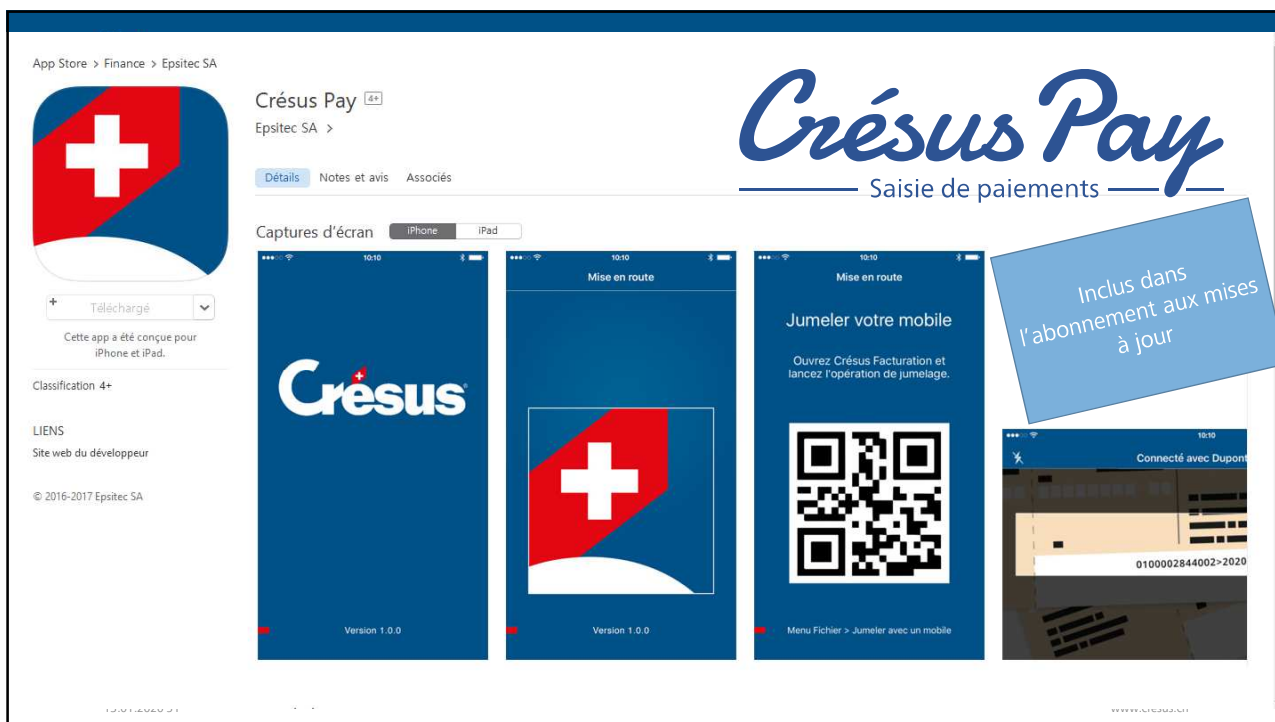 App Store > Finance > Epsitec SA
Crésus Pay 4+
Epsitec SA >
Détails Notes et avis Associés
Crésus Pay
Saisie de paiements
Captures d'écran iPhone iPad
Inclus dans
l'abonnement aux mises
à jour
+ Téléchargé
Cette app a été conçue pour
iPhone et iPad.
Classification 4+
LIENS
Site web du développeur
© 2016-2017 Epsitec SA
10:10
Crésus
Version 1.0.0
10:10
Mise en route
Version 1.0.0
10:10
Mise en route
Jumeler votre mobile
Ouvrez Crésus Facturation et
lancez l'opération de jumelage.
Menu Fichier > Jumeler avec un mobile
10:10
Connecté avec Dupont
0100002844002>2020
www.cresus.ch